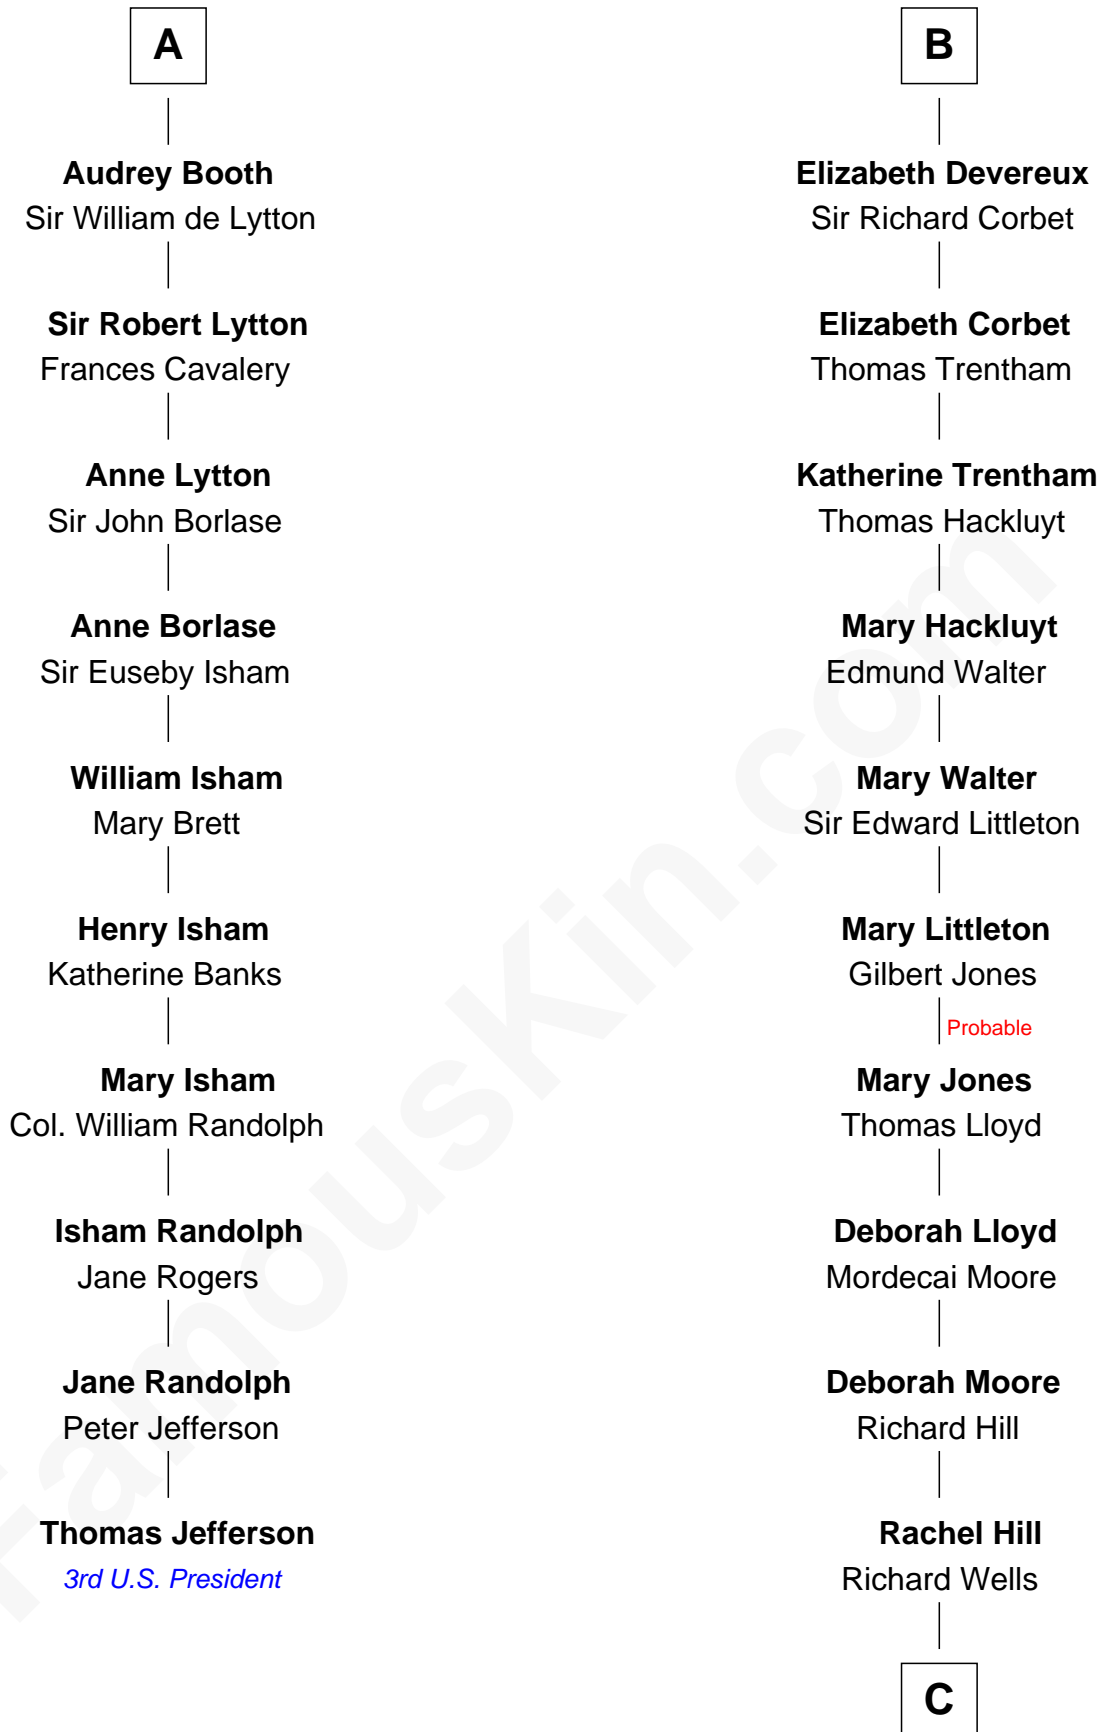 A
Audrey Booth
Sir William de Lytton
Sir Robert Lytton
Frances Cavalery
Anne Lytton
Sir John Borlase
Anne Borlase
Sir Euseby Isham
William Isham
Mary Brett
Henry Isham
Katherine Banks
Mary Isham
Col. William Randolph
Isham Randolph
Jane Rogers
Jane Randolph
Peter Jefferson
Thomas Jefferson
3rd U.S. President
B
Elizabeth Devereux
Sir Richard Corbet
Elizabeth Corbet
Thomas Trentham
Katherine Trentham
Thomas Hackluyt
Mary Hackluyt
Edmund Walter
Mary Walter
Sir Edward Littleton
Mary Littleton
Gilbert Jones
Probable
Mary Jones
Thomas Lloyd
Deborah Lloyd
Mordecai Moore
Deborah Moore
Richard Hill
Rachel Hill
Richard Wells
C
FamousKin.com